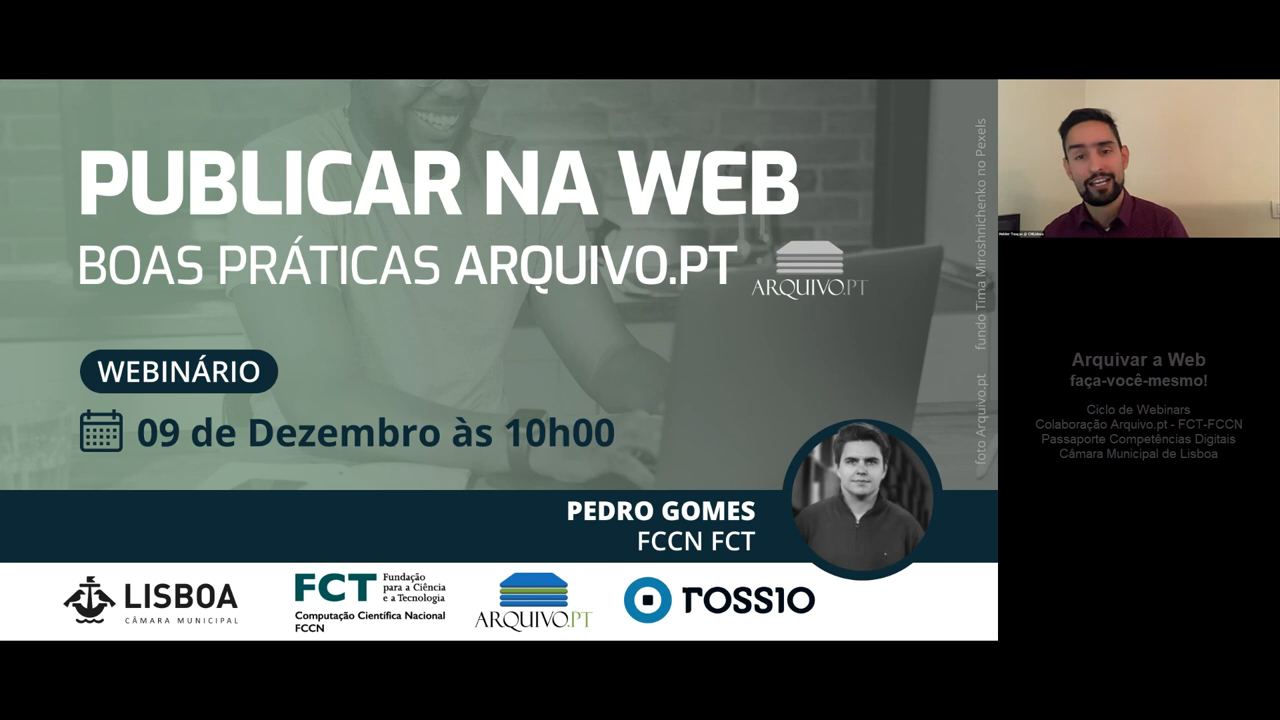 PUBLICAR NA WEB
BOAS PRÁTICAS ARQUIVO.PT
ARQUIVO.PT
WEBINÁRIO
09 de Dezembro às 10h00
foto Arquivo.pt fundo Tima Miroshnichenko no Pexels
PEDRO GOMES
FCCN FCT
LISBOA
CÂMARA MUNICIPAL
FCT Fundação
para a Ciência
e a Tecnologia
Computação Científica Nacional
FCCN
ARQUIVO.PT
rossio
Arquivar a Web
faça-você-mesmo!
Ciclo de Webinars
Colaboração Arquivo.pt - FCT-FCCN
Passaporte Competências Digitais
Câmara Municipal de Lisboa